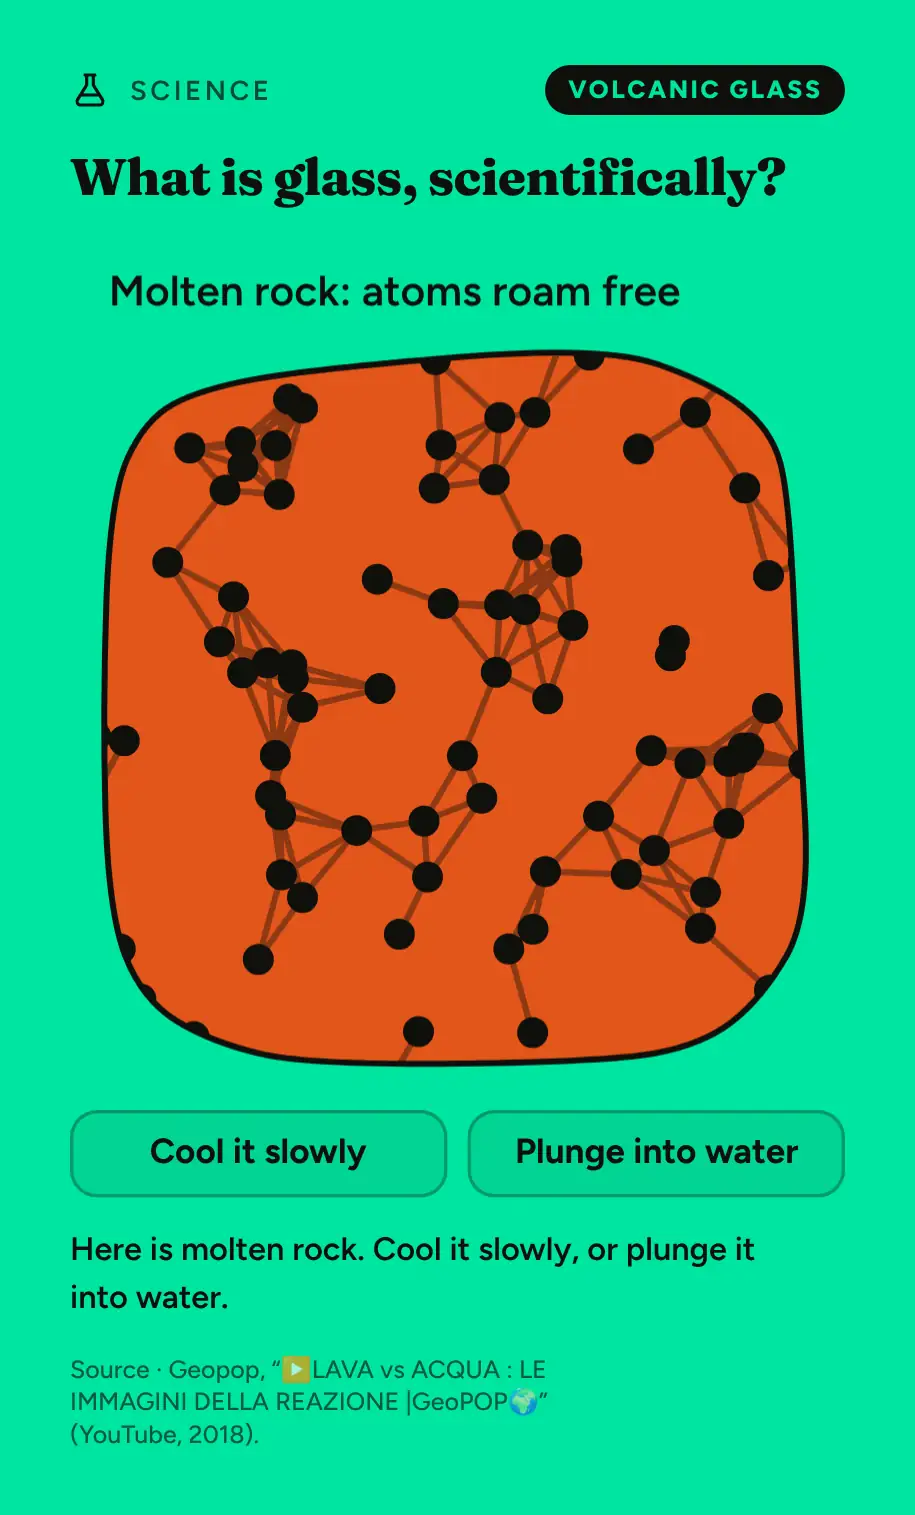 SCIENCE
VOLCANIC GLASS
What is glass, scientifically?
Molten rock: atoms roam free
Cool it slowly
Plunge into water
Here is molten rock. Cool it slowly, or plunge it
into water.
Source · Geopop, “▶️LAVA vs ACQUA : LE
IMMAGINI DELLA REAZIONE |GeoPOP🌍”
(YouTube, 2018).